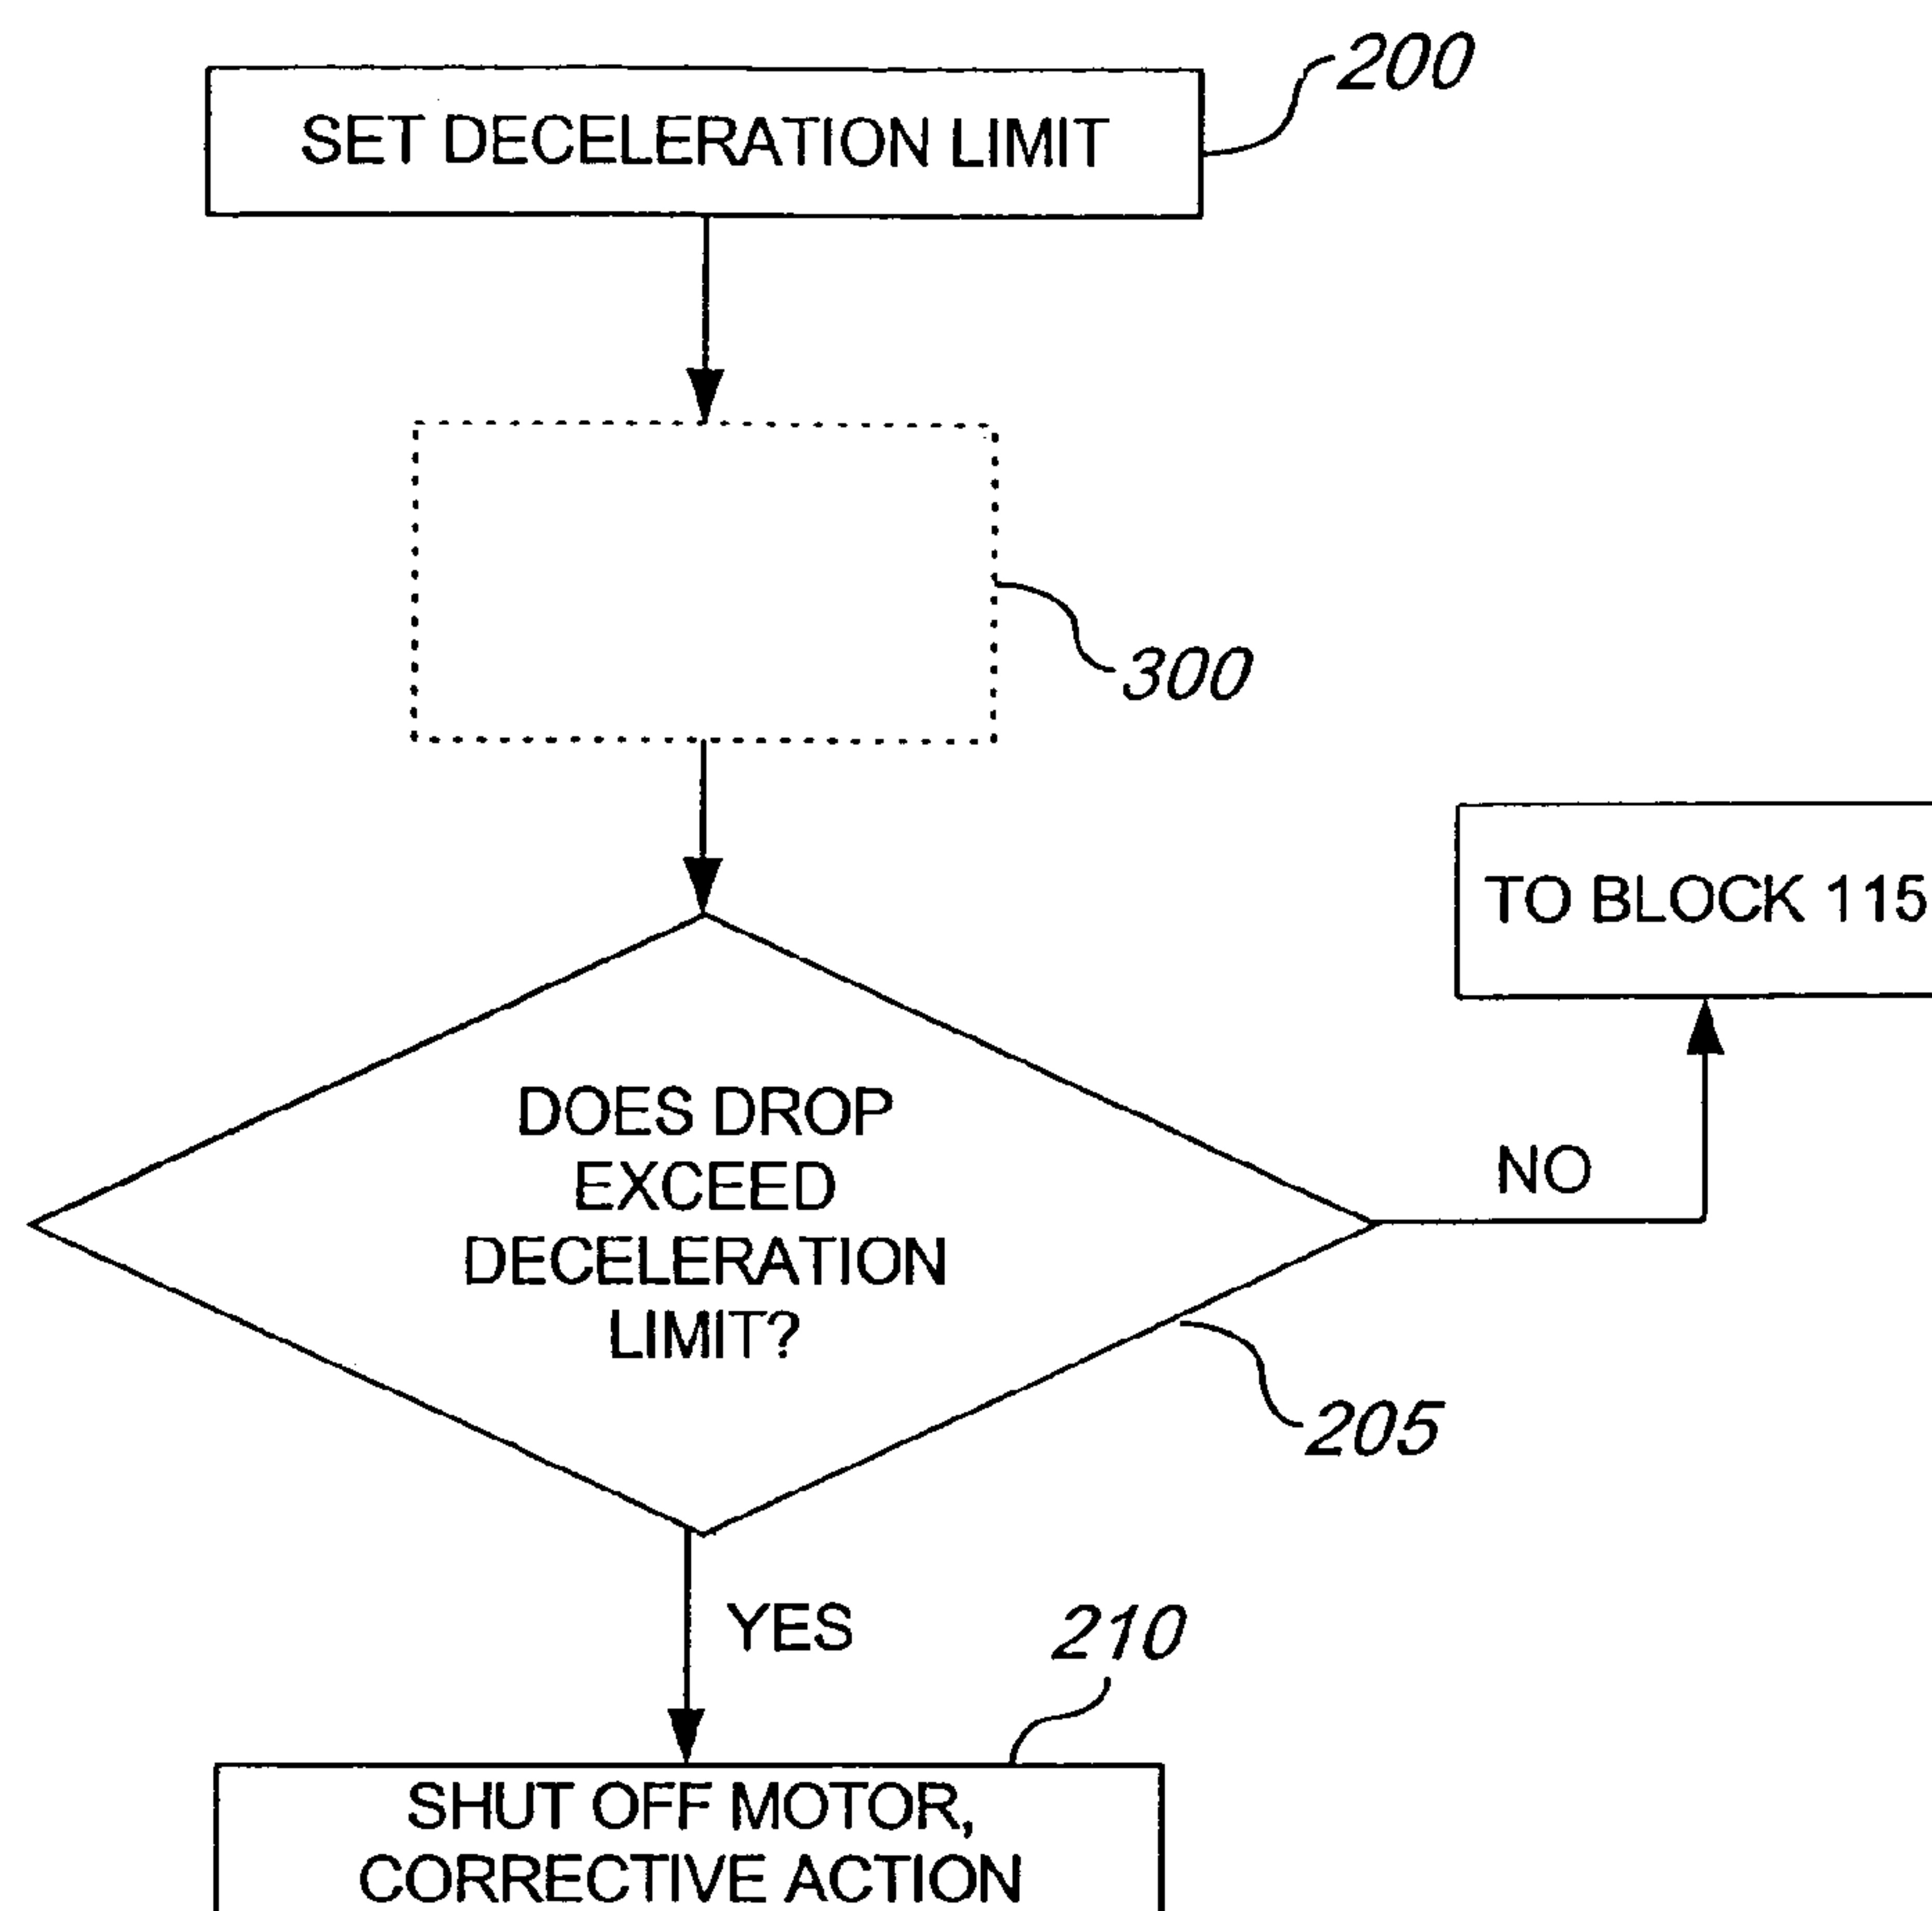 200
SET DECELERATION LIMIT
300
TO BLOCK 115
DOES DROP
EXCEED
DECELERATION
LIMIT?
NO
205
YES
210
SHUT OFF MOTOR,
CORRECTIVE ACTION